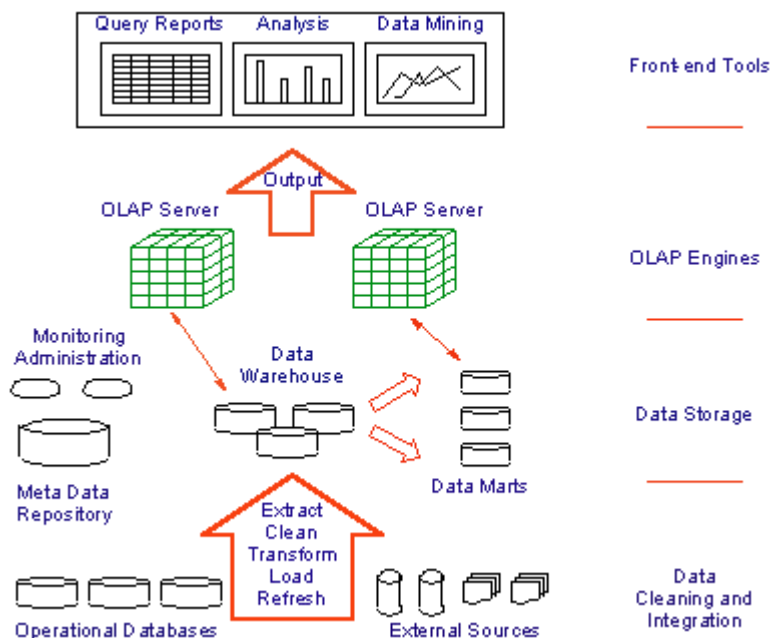 Query Reports
Analysis
Data Mining
Front-end Tools
Output
OLAP Server
OLAP Server
OLAP Engines
Monitoring
Administration
Data
Warehouse
Data Storage
Meta Data
Repository
Data Marts
Extract
Clean
Transform
Load
Refresh
Operational Databases
External Sources
Data
Cleaning and
Integration